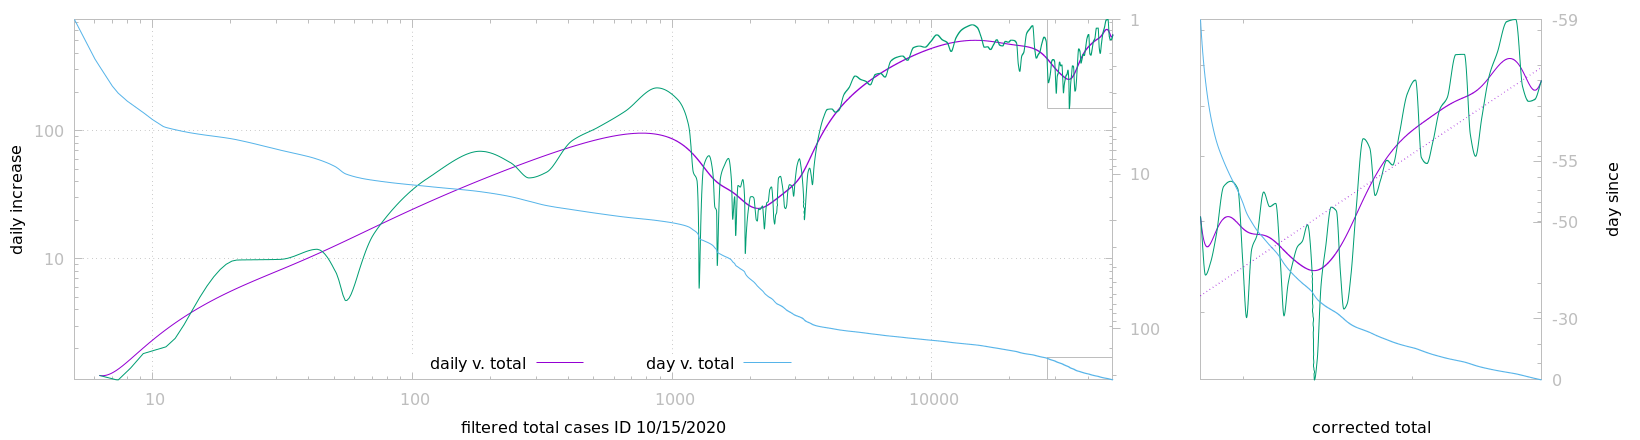 1
-59
daily increase
100
10
10
100
-55
-50
-30
0
day since
daily v. total
day v. total
10
100
1000
10000
filtered total cases ID 10/15/2020
corrected total